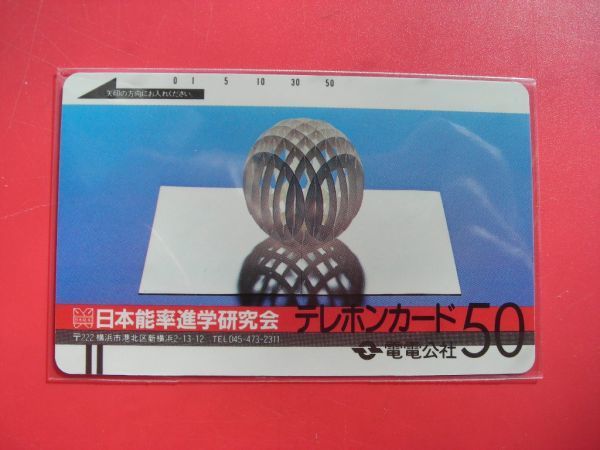 0 1 5 10 30 50
矢印の方向にお入れください。
日本能率進学研究会 テレホンカード50
〒222 横浜市港北区新横浜2-13-12 TEL045-473-2311
電電公社